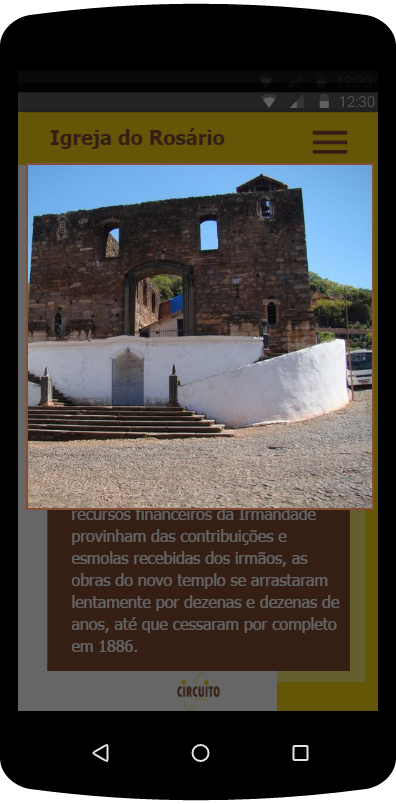 12:30
12:30
Igreja do Rosário
recursos financeiros da Irmandade
provinham das contribuições e
esmolas recebidas dos irmãos, as
obras do novo templo se arrastaram
lentamente por dezenas e dezenas de
anos, até que cessaram por completo
em 1886.
CIRCUITO